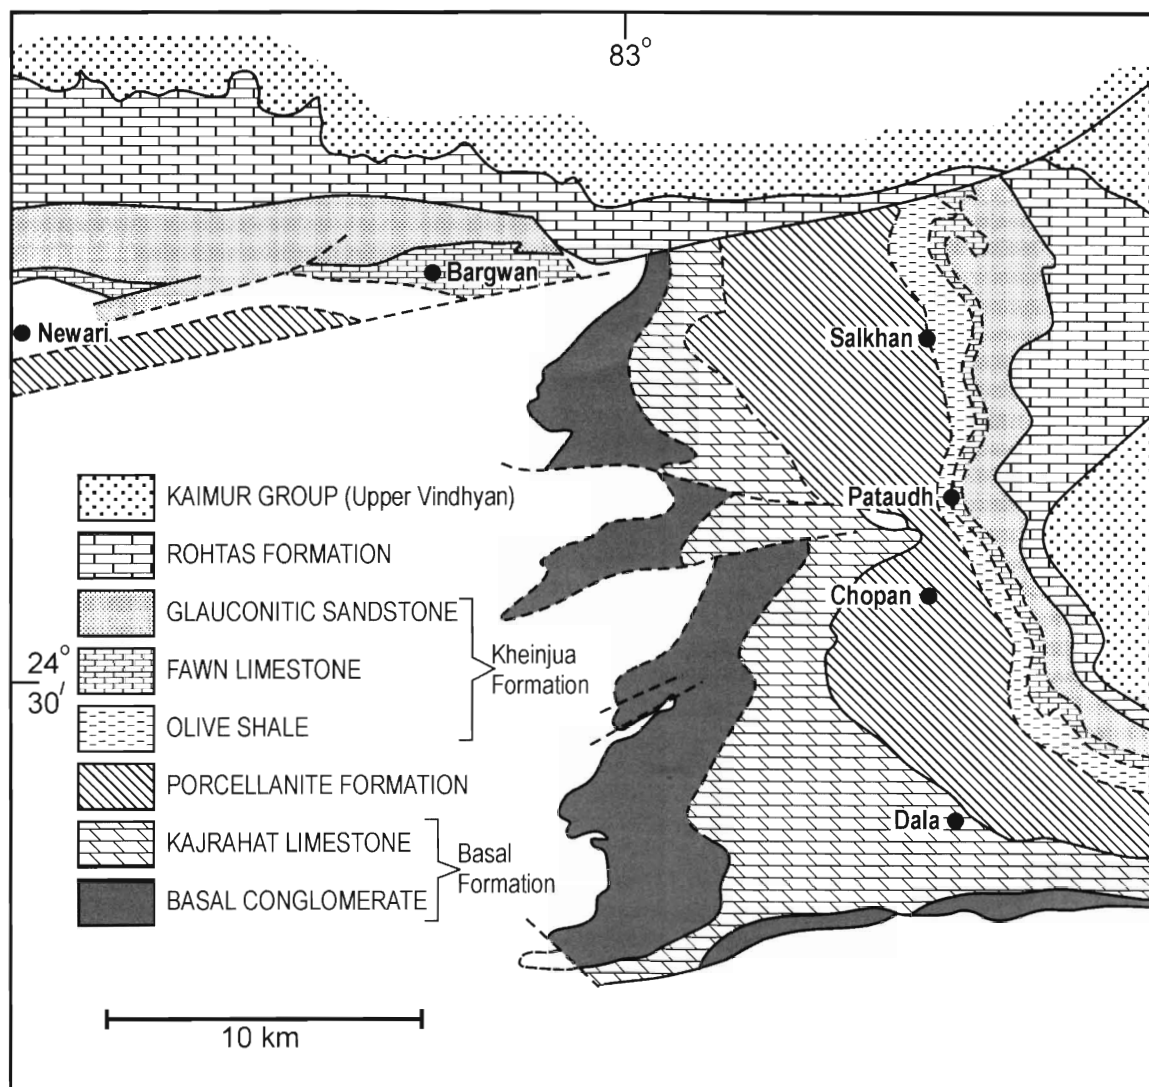 83°
Bargwan
Newari
Salkhan
Pataudh
Chopan
Dala
24°
30′
KAIMUR GROUP (Upper Vindhyan)
ROHTAS FORMATION
GLAUCONITIC SANDSTONE
FAWN LIMESTONE
OLIVE SHALE
Kheinjua
Formation
PORCELLANITE FORMATION
KAJRAHAT LIMESTONE
BASAL CONGLOMERATE
Basal
Formation
10 km